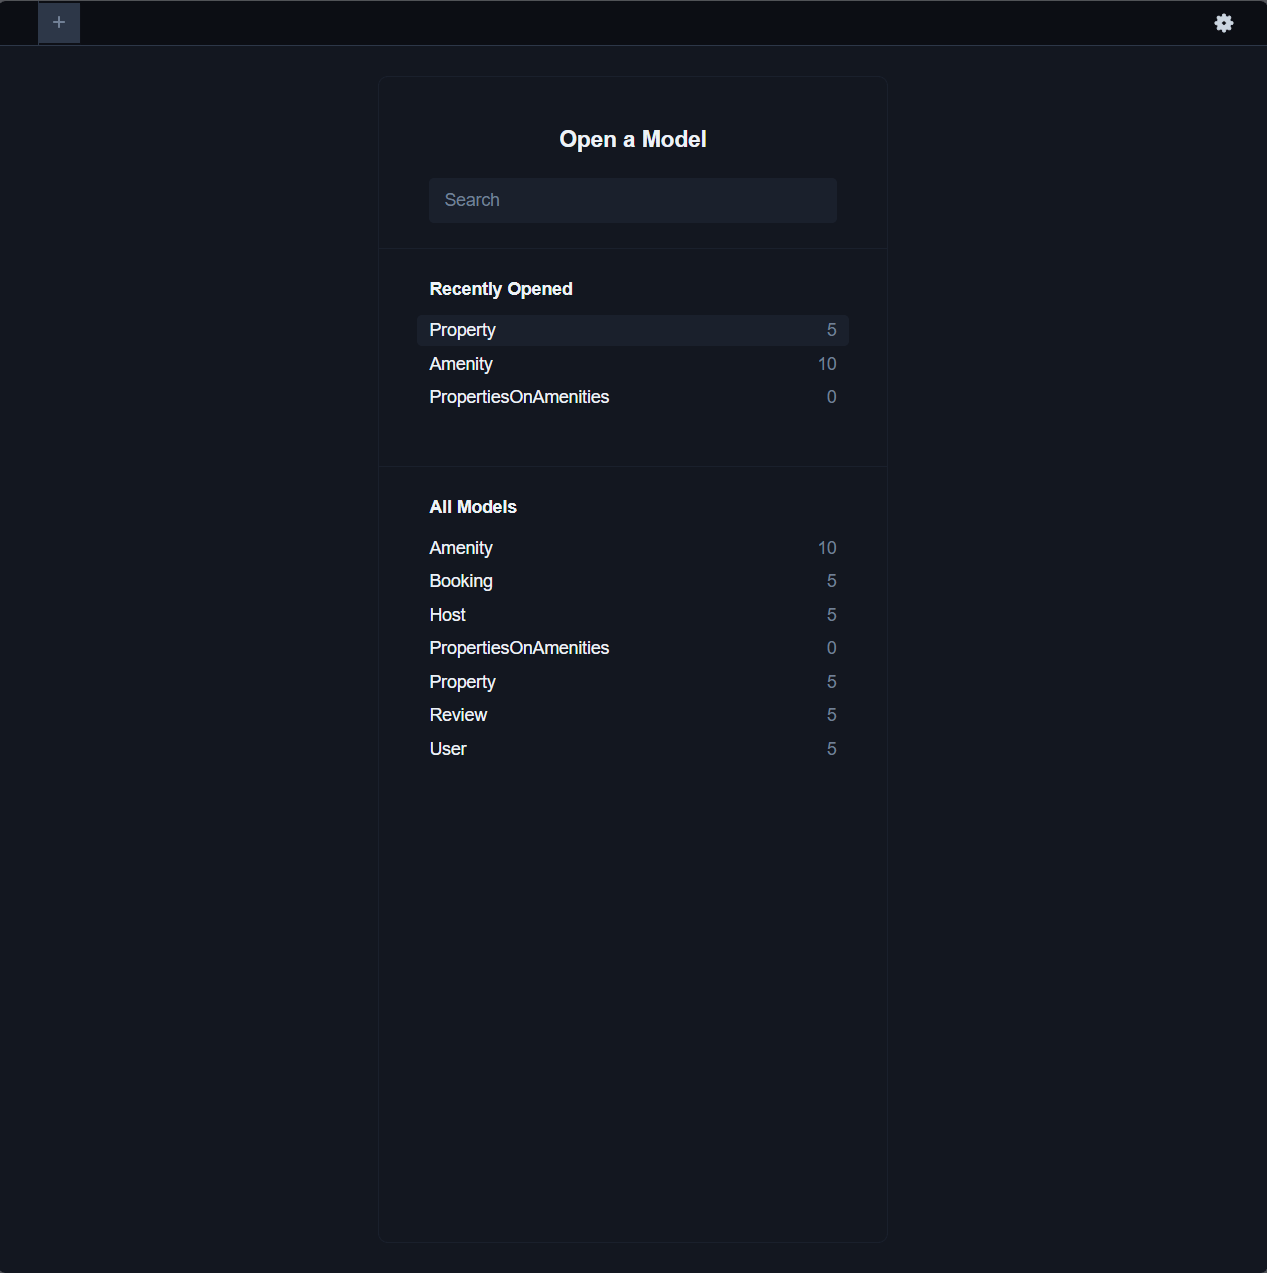 +
Open a Model
Search
Recently Opened
Property 5
Amenity 10
PropertiesOnAmenities 0
All Models
Amenity 10
Booking 5
Host 5
PropertiesOnAmenities 0
Property 5
Review 5
User 5